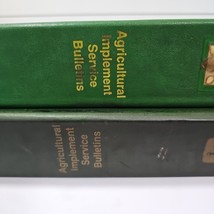 Agricultural
Implement
Service
Bulletins
Agricultural
Implement
Service
Bulletins